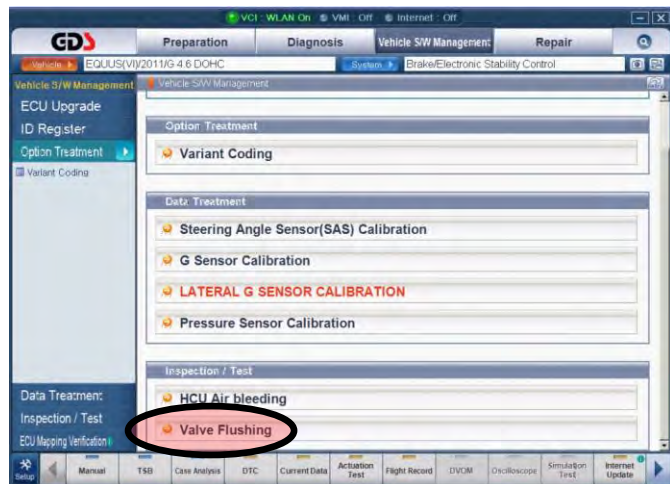 VCI : WLAN On VMI : Off Internet : Off
GDS Preparation Diagnosis Vehicle S/W Management Repair
Vehicle EQUUS(VI)/2011/G 4.6 DOHC System Brake/Electronic Stability Control
Vehicle S/W Management
Vehicle S/W Management
ECU Upgrade
ID Register
Option Treatment
Variant Coding
Option Treatment
Variant Coding
Data Treatment
Steering Angle Sensor(SAS) Calibration
G Sensor Calibration
LATERAL G SENSOR CALIBRATION
Pressure Sensor Calibration
Inspection / Test
HCU Air bleeding
Valve Flushing
Data Treatment
Inspection / Test
ECU Mapping Verification
Setup Manual TSB Case Analysis DTC Current Data Actuation Test Flight Record DVOM Oscilloscope Simulation Test Internet Update